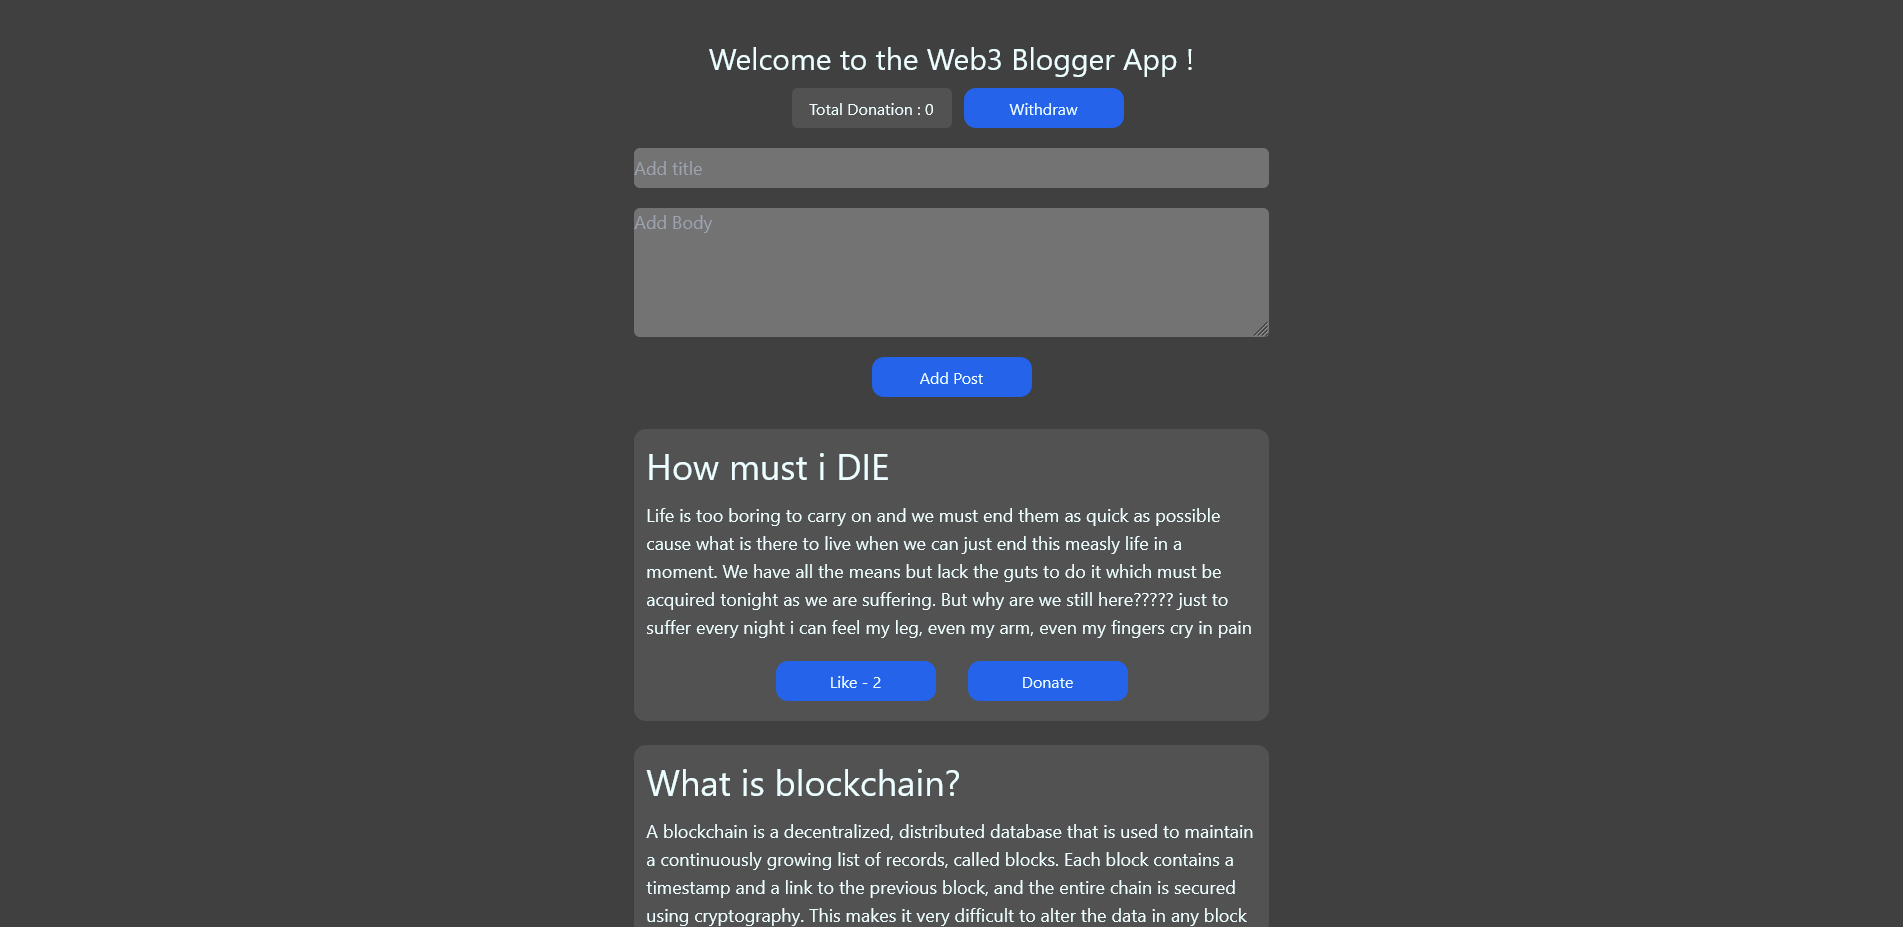 Welcome to the Web3 Blogger App !
Total Donation : 0
Withdraw
Add title
Add Body
Add Post
How must i DIE
Life is too boring to carry on and we must end them as quick as possible
cause what is there to live when we can just end this measly life in a
moment. We have all the means but lack the guts to do it which must be
acquired tonight as we are suffering. But why are we still here????? just to
suffer every night i can feel my leg, even my arm, even my fingers cry in pain
Like - 2
Donate
What is blockchain?
A blockchain is a decentralized, distributed database that is used to maintain
a continuously growing list of records, called blocks. Each block contains a
timestamp and a link to the previous block, and the entire chain is secured
using cryptography. This makes it very difficult to alter the data in any block